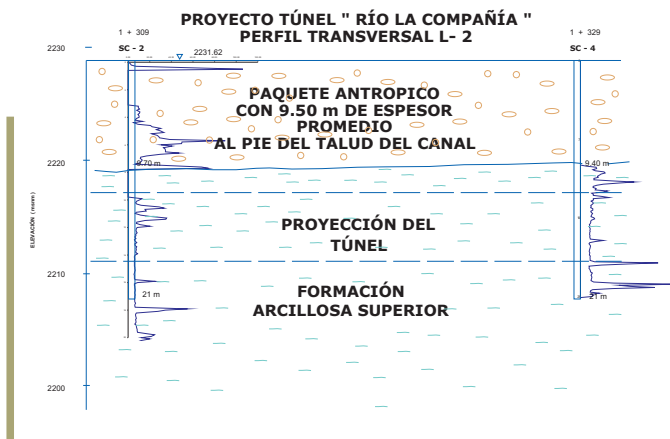 PROYECTO TÚNEL " RÍO LA COMPAÑÍA "
PERFIL TRANSVERSAL L- 2
1 + 309
SC - 2
1 + 329
SC - 4
2230
2231.62
PAQUETE ANTROPICO
CON 9.50 m DE ESPESOR
PROMEDIO
AL PIE DEL TALUD DEL CANAL
2220
9.70 m
9.40 m
ELEVACIÓN ( msnm )
PROYECCIÓN DEL
TÚNEL
2210
21 m
21 m
FORMACIÓN
ARCILLOSA SUPERIOR
2200